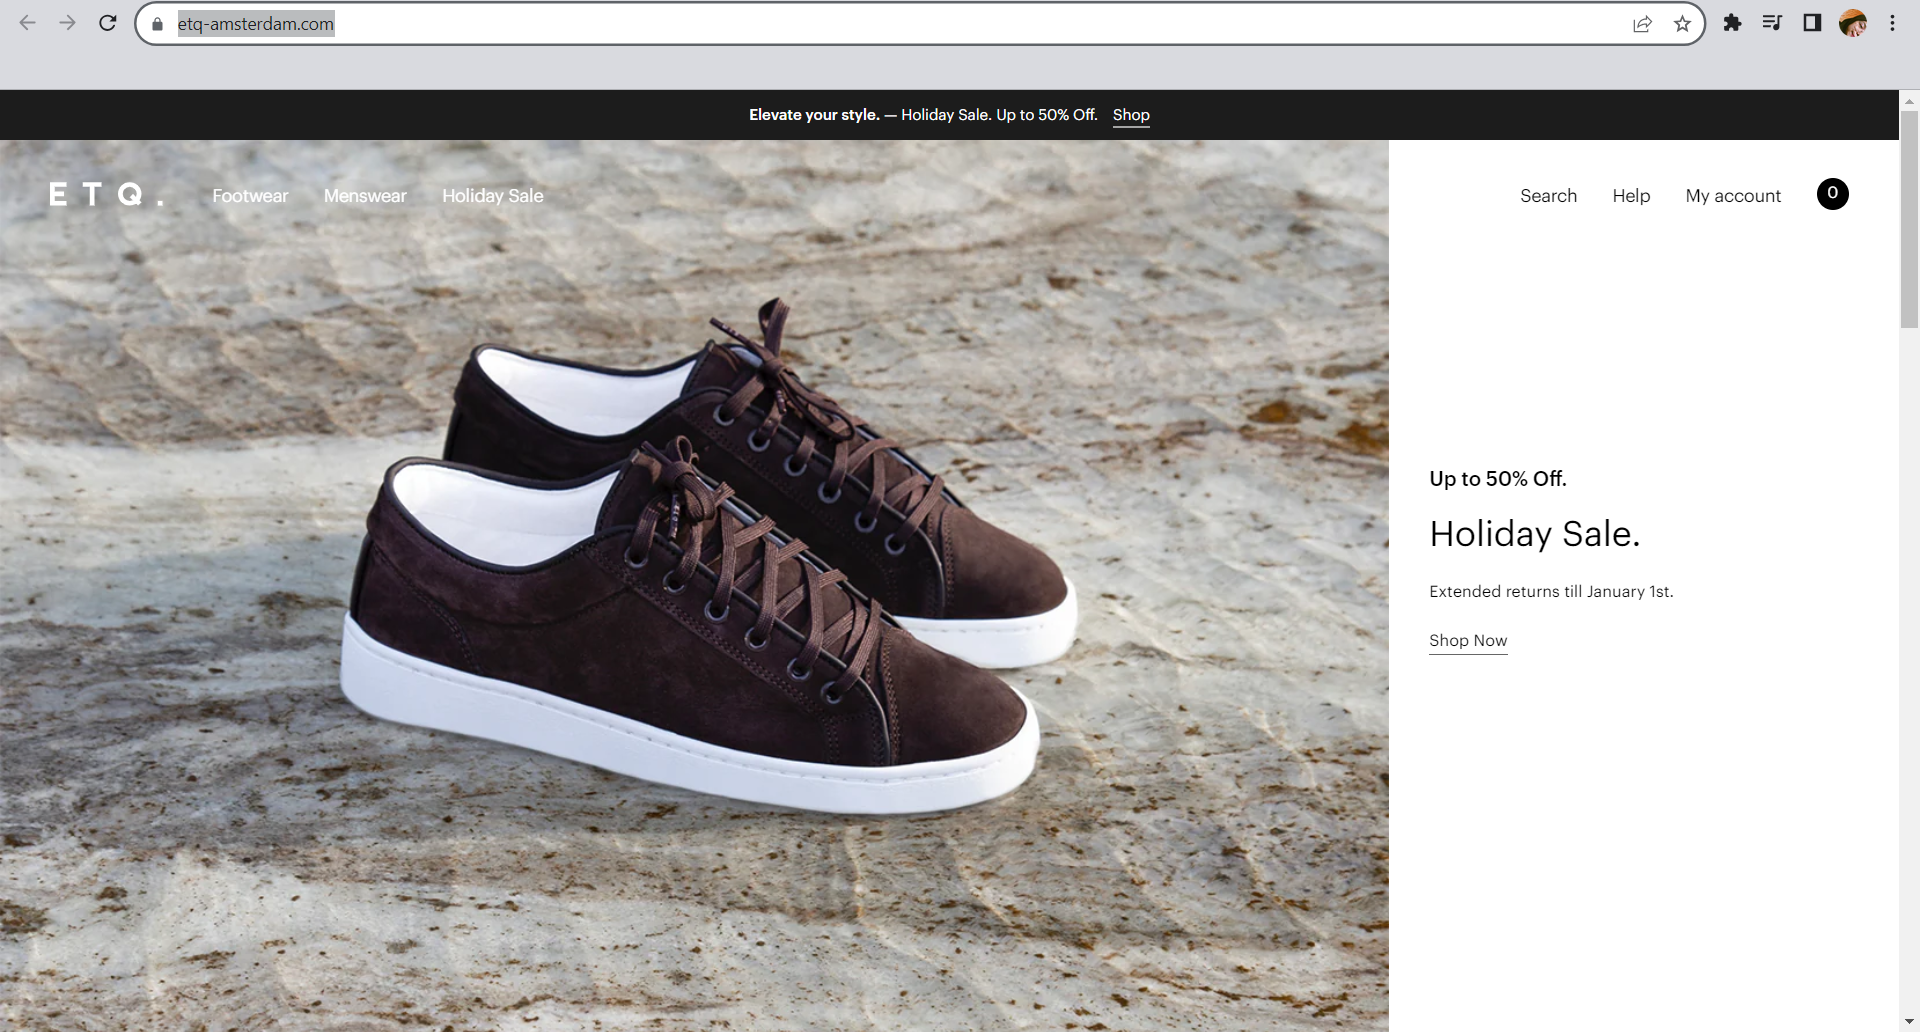 etq-amsterdam.com
Elevate your style. — Holiday Sale. Up to 50% Off. Shop
ETQ. Footwear Menswear Holiday Sale Search Help My account 0
Up to 50% Off.
Holiday Sale.
Extended returns till January 1st.
Shop Now